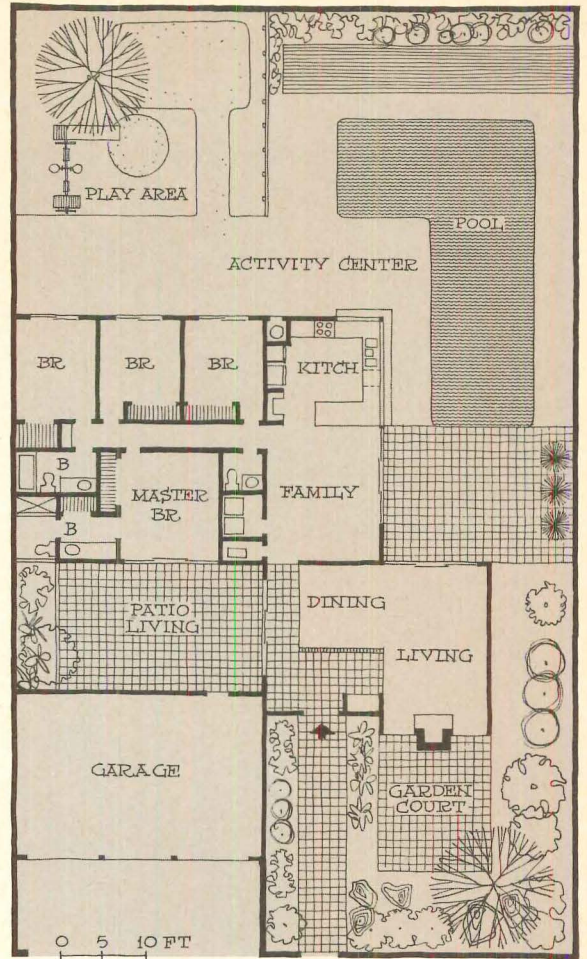 PLAY AREA
POOL
ACTIVITY CENTER
BR
BR
BR
KITCH
B
MASTER
BR
FAMILY
B
PATIO
LIVING
DINING
LIVING
GARAGE
GARDEN
COURT
0 5 10 FT